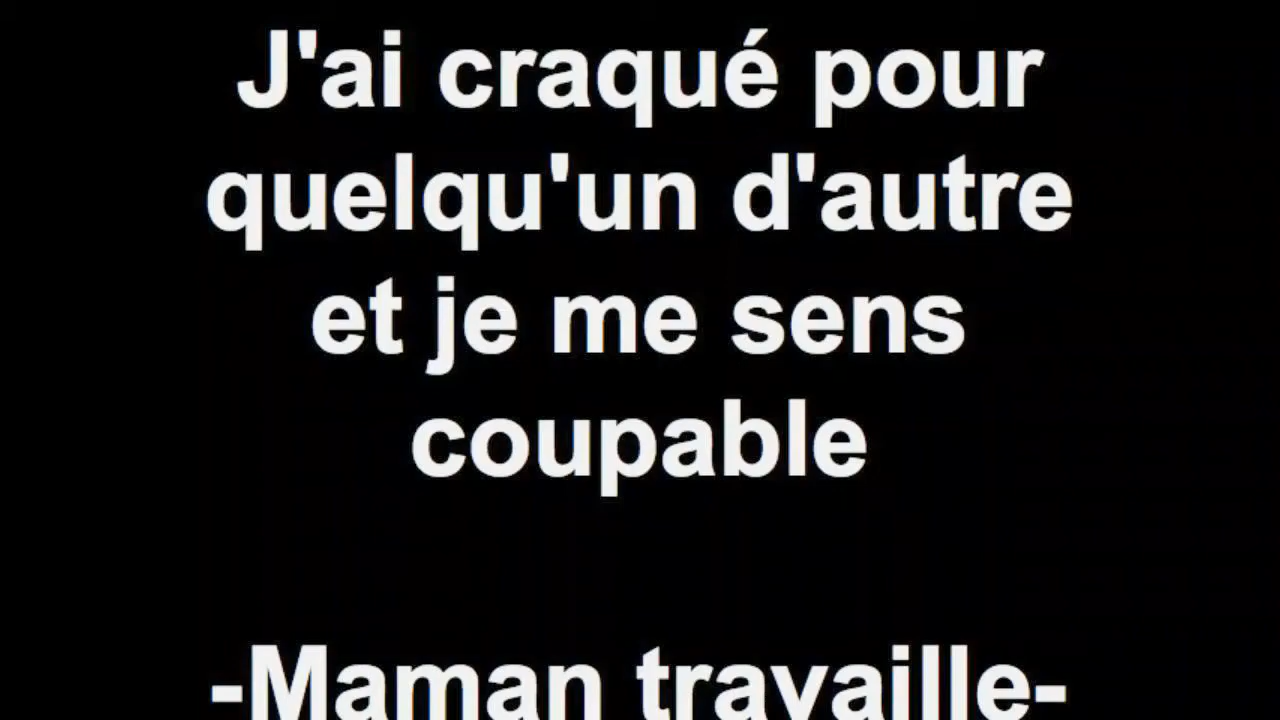 J'ai craqué pour
quelqu'un d'autre
et je me sens
coupable
-Maman travaille-